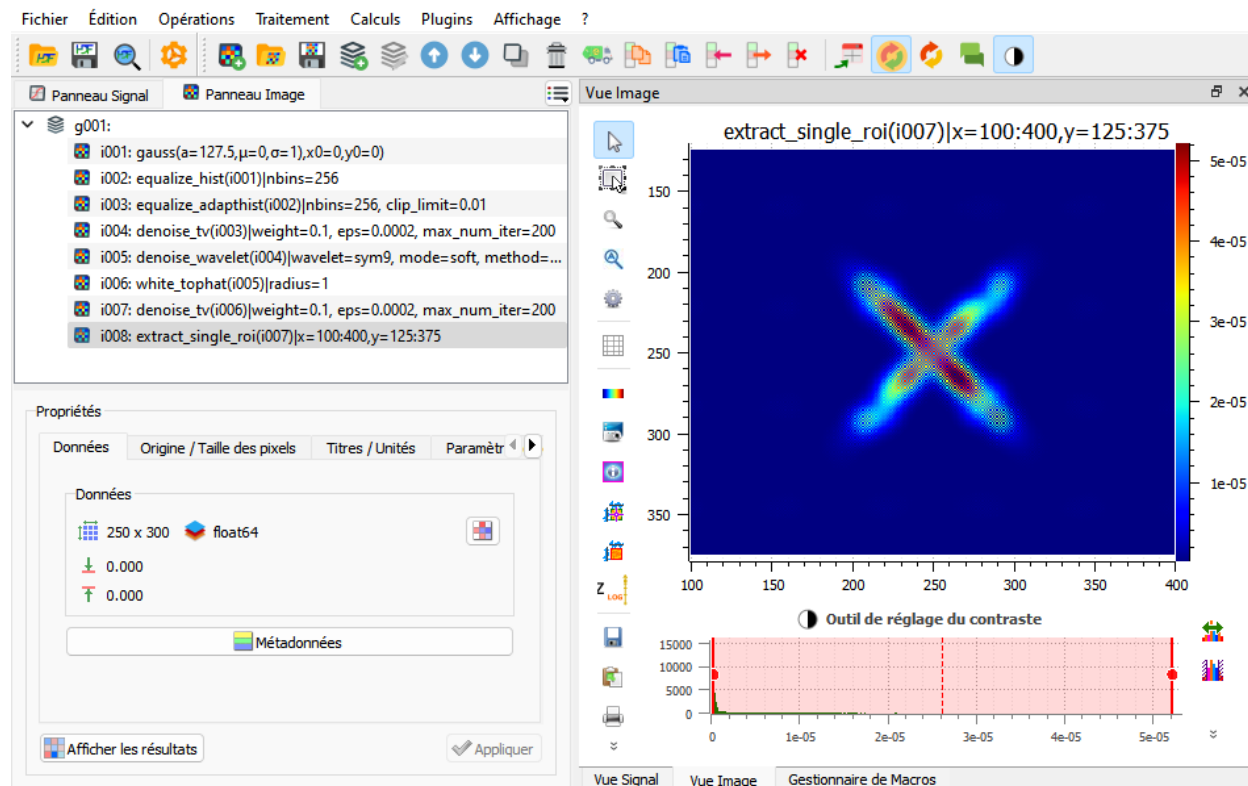 Fichier Édition Opérations Traitement Calculs Plugins Affichage ?
Panneau Signal Panneau Image
g001:
i001: gauss(a=127.5,μ=0,σ=1),x0=0,y0=0)
i002: equalize_hist(i001)|nbins=256
i003: equalize_adapthist(i002)|nbins=256, clip_limit=0.01
i004: denoise_tv(i003)|weight=0.1, eps=0.0002, max_num_iter=200
i005: denoise_wavelet(i004)|wavelet=sym9, mode=soft, method=...
i006: white_tophat(i005)|radius=1
i007: denoise_tv(i006)|weight=0.1, eps=0.0002, max_num_iter=200
i008: extract_single_roi(i007)|x=100:400,y=125:375
Propriétés
Données Origine / Taille des pixels Titres / Unités Paramètr
Données
250 x 300 float64
0.000
0.000
Métadonnées
Afficher les résultats Appliquer
Vue Image
extract_single_roi(i007)|x=100:400,y=125:375
150
200
250
300
350
100 150 200 250 300 350 400
5e-05
4e-05
3e-05
2e-05
1e-05
Z LOG
Outil de réglage du contraste
15000
10000
5000
0
0 1e-05 2e-05 3e-05 4e-05 5e-05
Vue Signal Vue Image Gestionnaire de Macros